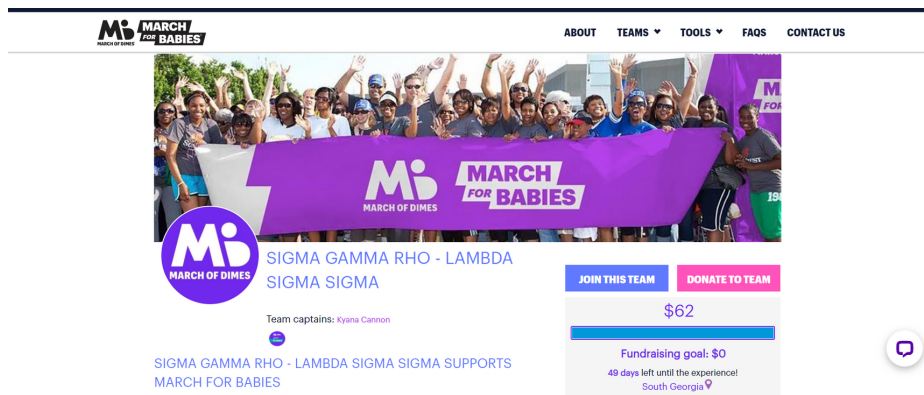 MARCH OF DIMES
MARCH
FOR BABIES
ABOUT TEAMS TOOLS FAQS CONTACT US
MARCH OF DIMES
MARCH
FOR BABIES
M
FOR
MARCH OF DIMES
SIGMA GAMMA RHO - LAMBDA
SIGMA SIGMA
Team captains: Kyana Cannon
SIGMA GAMMA RHO - LAMBDA SIGMA SIGMA SUPPORTS
MARCH FOR BABIES
JOIN THIS TEAM DONATE TO TEAM
$62
Fundraising goal: $0
49 days left until the experience!
South Georgia